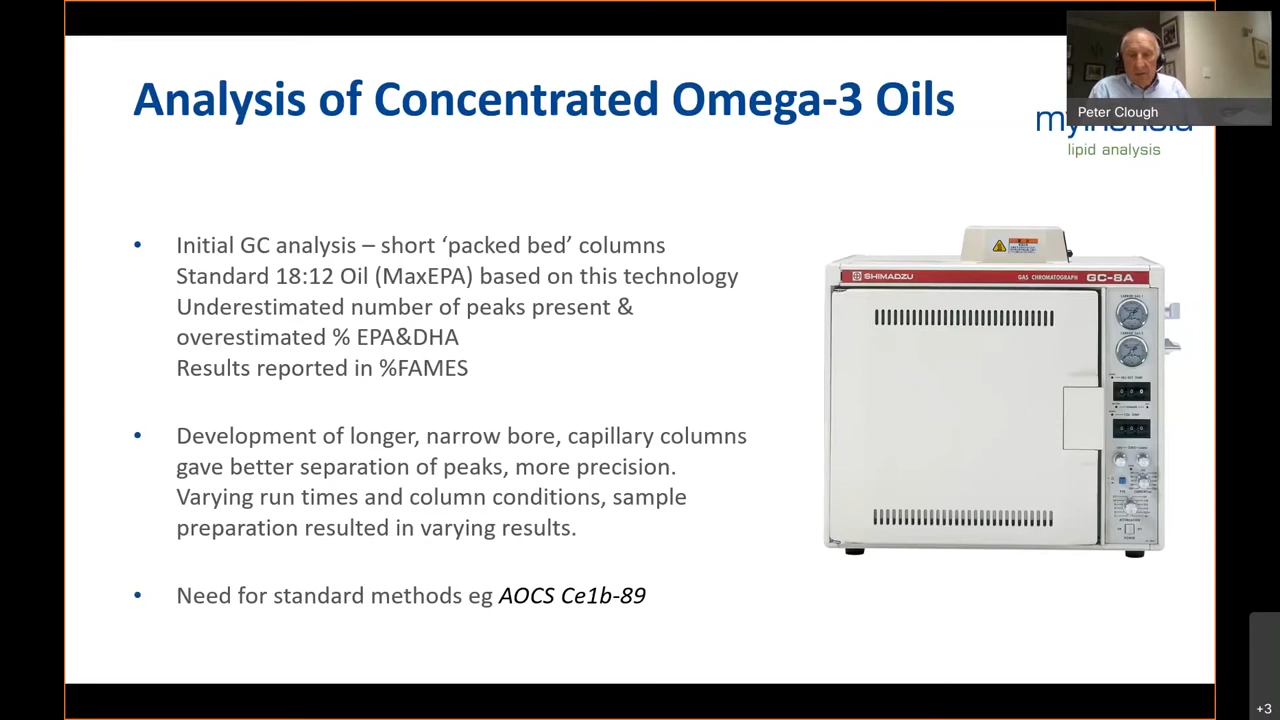 Analysis of Concentrated Omega-3 Oils
Peter Clough
lipid analysis
• Initial GC analysis – short ‘packed bed’ columns
Standard 18:12 Oil (MaxEPA) based on this technology
Underestimated number of peaks present &
overestimated % EPA&DHA
Results reported in %FAMES
• Development of longer, narrow bore, capillary columns
gave better separation of peaks, more precision.
Varying run times and column conditions, sample
preparation resulted in varying results.
• Need for standard methods eg AOCS Ce1b-89
SHIMADZU
GAS CHROMATOGRAPH GC-8A
+3